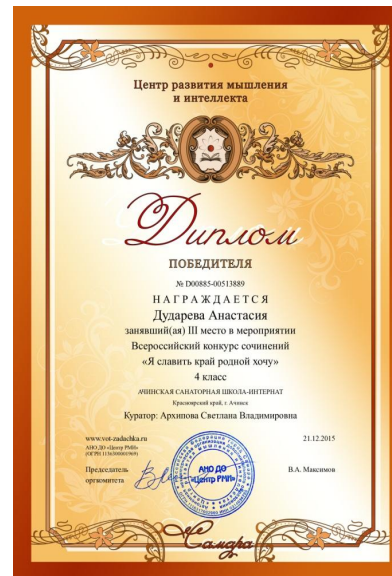 Центр развития мышления
и интеллекта
Диплом
ПОБЕДИТЕЛЯ
№ D00885-00513889
НАГРАЖДАЕТСЯ
Дударева Анастасия
занявший(ая) III место в мероприятии
Всероссийский конкурс сочинений
«Я славить край родной хочу»
4 класс
АЧИНСКАЯ САНАТОРНАЯ ШКОЛА-ИНТЕРНАТ
Красноярский край, г. Ачинск
Куратор: Архипова Светлана Владимировна
www.vot-zadachka.ru
21.12.2015
АНО ДО «Центр РМИ»
Председатель
оргкомитета
В.А. Максимов
АНО ДО
«Центр РМИ»
Самара